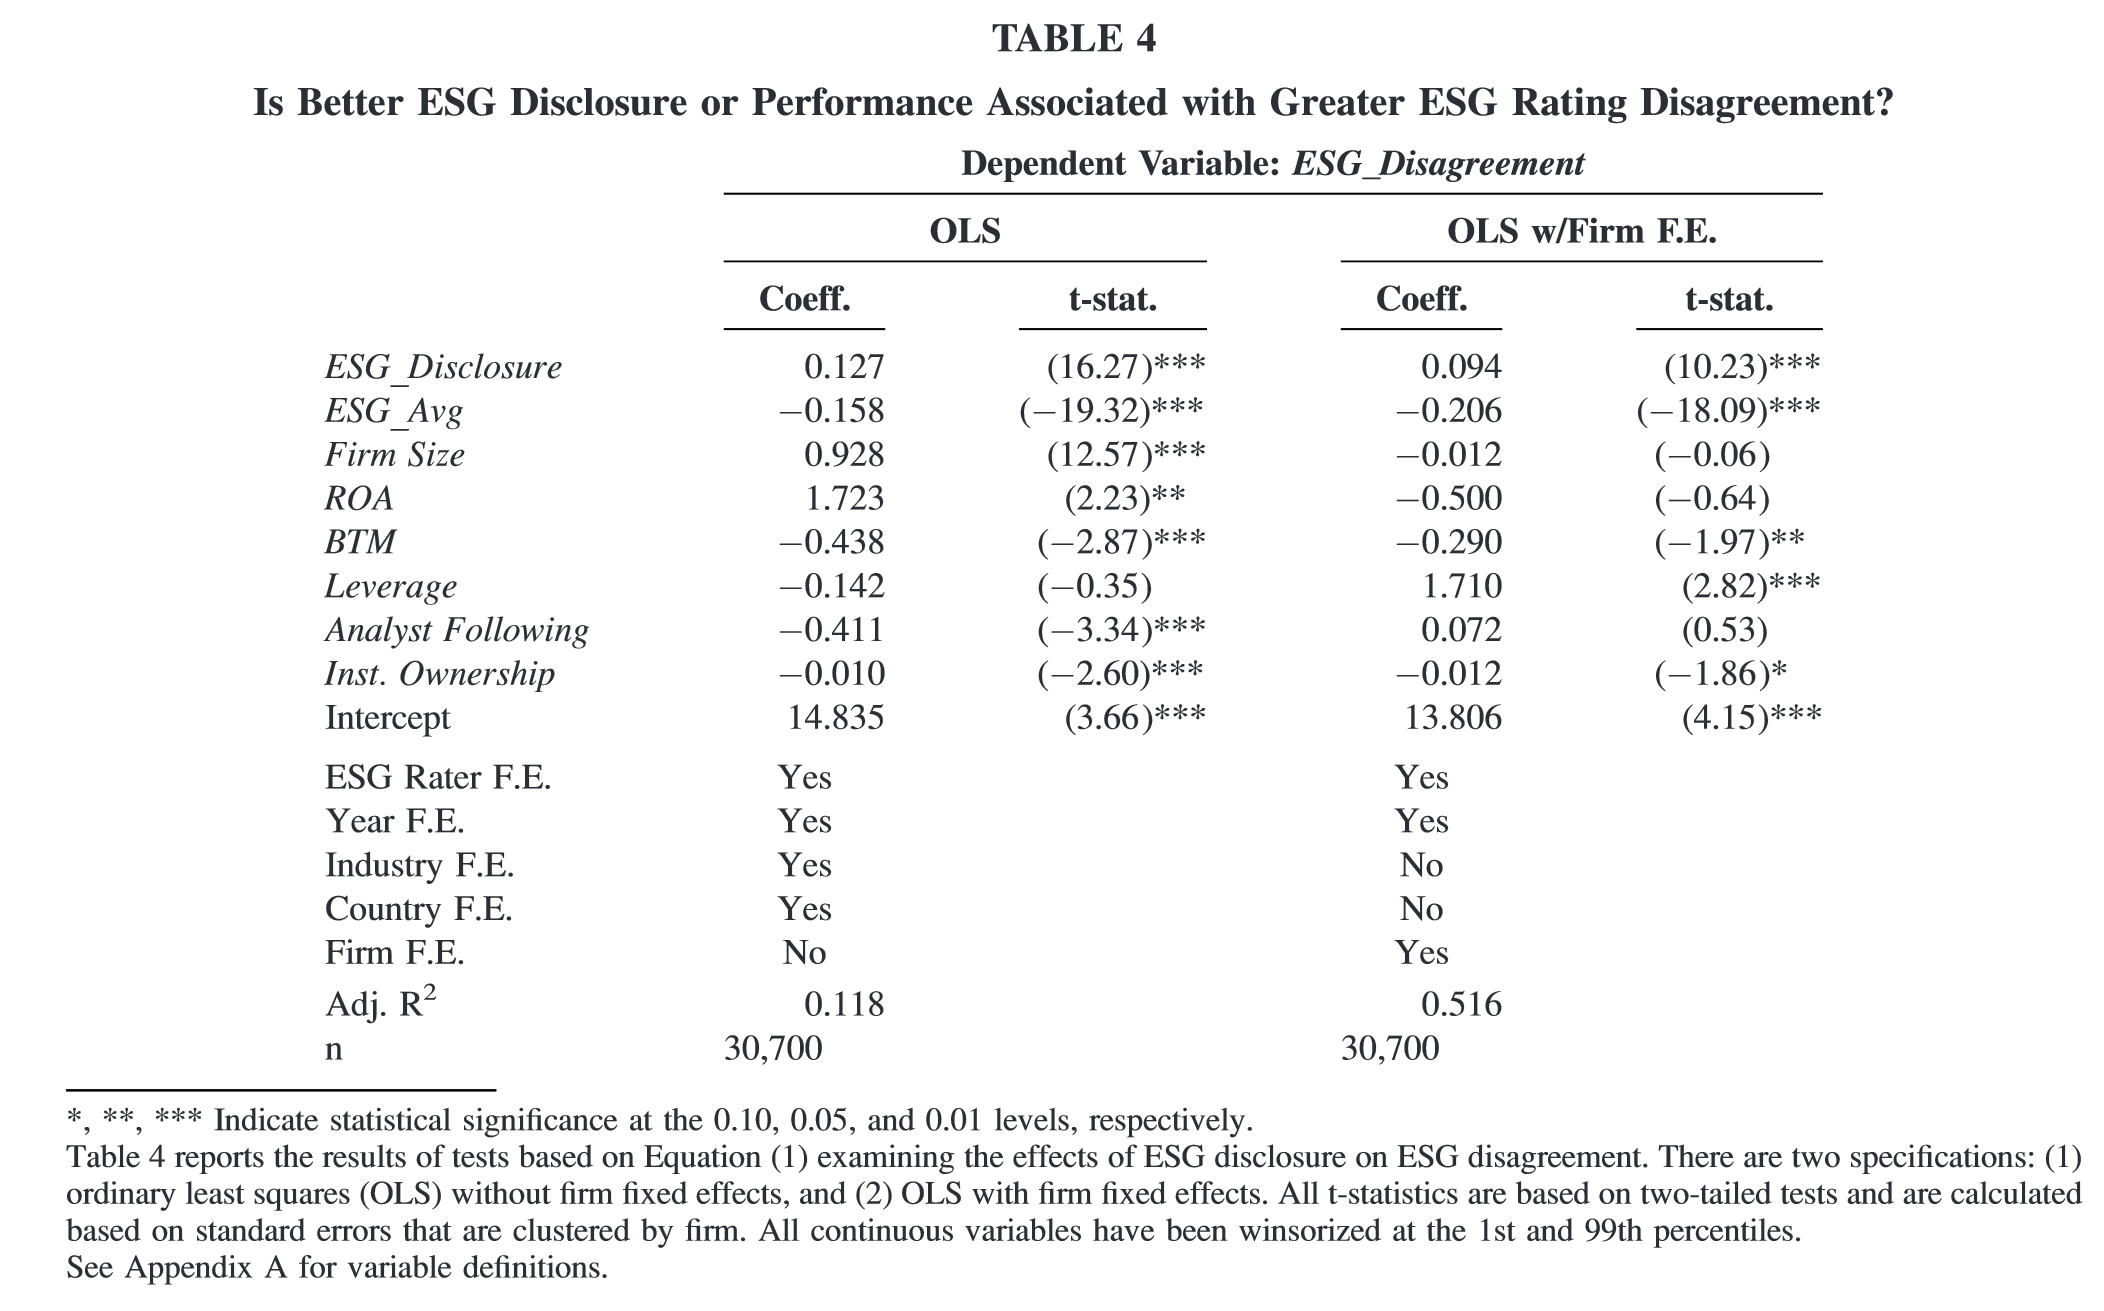 TABLE 4
Is Better ESG Disclosure or Performance Associated with Greater ESG Rating Disagreement?
Dependent Variable: ESG_Disagreement
OLS OLS w/Firm F.E.
Coeff. t-stat. Coeff. t-stat.
ESG_Disclosure 0.127 (16.27)*** 0.094 (10.23)***
ESG_Avg −0.158 (−19.32)*** −0.206 (−18.09)***
Firm Size 0.928 (12.57)*** −0.012 (−0.06)
ROA 1.723 (2.23)** −0.500 (−0.64)
BTM −0.438 (−2.87)*** −0.290 (−1.97)**
Leverage −0.142 (−0.35) 1.710 (2.82)***
Analyst Following −0.411 (−3.34)*** 0.072 (0.53)
Inst. Ownership −0.010 (−2.60)*** −0.012 (−1.86)*
Intercept 14.835 (3.66)*** 13.806 (4.15)***
ESG Rater F.E. Yes Yes
Year F.E. Yes Yes
Industry F.E. Yes No
Country F.E. Yes No
Firm F.E. No Yes
Adj. R² 0.118 0.516
n 30,700 30,700
*, **, *** Indicate statistical significance at the 0.10, 0.05, and 0.01 levels, respectively.
Table 4 reports the results of tests based on Equation (1) examining the effects of ESG disclosure on ESG disagreement. There are two specifications: (1)
ordinary least squares (OLS) without firm fixed effects, and (2) OLS with firm fixed effects. All t-statistics are based on two-tailed tests and are calculated
based on standard errors that are clustered by firm. All continuous variables have been winsorized at the 1st and 99th percentiles.
See Appendix A for variable definitions.